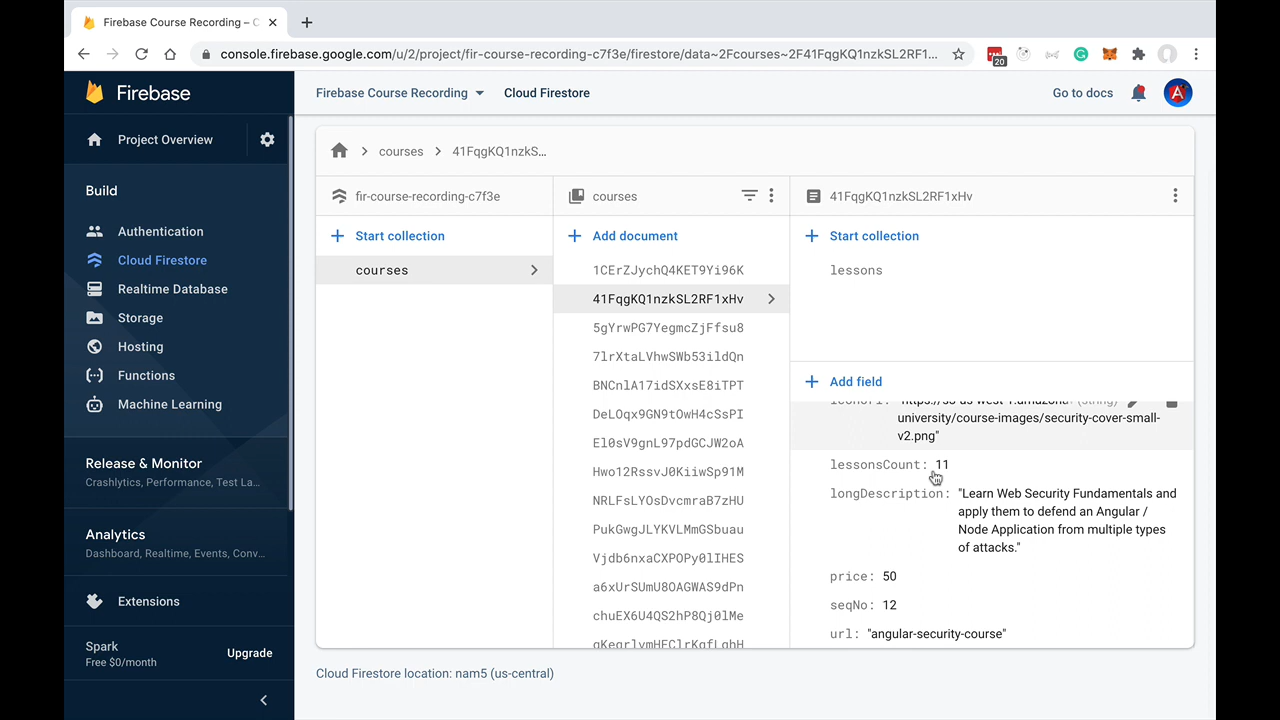 Firebase Course Recording – C
console.firebase.google.com/u/2/project/fir-course-recording-c7f3e/firestore/data~2Fcourses~2F41FqgKQ1nzkSL2RF1...
20
Firebase
Firebase Course Recording
Cloud Firestore
Go to docs
Project Overview
courses
41FqgKQ1nzkS...
Build
fir-course-recording-c7f3e
courses
41FqgKQ1nzkSL2RF1xHv
Authentication
Start collection
Add document
Start collection
Cloud Firestore
courses
1CErZJychQ4KET9Yi96K
lessons
Realtime Database
41FqgKQ1nzkSL2RF1xHv
Storage
5gYrwPG7YegmcZjFfsu8
Hosting
7lrXtaLVhwSWb53ildQn
Functions
BNCnlA17idSXxsE8iTPT
Add field
Machine Learning
DeLOqx9GN9tOwH4cSsPI
university/course-images/security-cover-small-
v2.png"
El0sV9gnL97pdGCJW2oA
Release & Monitor
Crashlytics, Performance, Test La...
Hwo12RssvJ0KiiwSp91M
lessonsCount: 11
NRLFsLYOsDvcmraB7zHU
longDescription: "Learn Web Security Fundamentals and
apply them to defend an Angular /
Node Application from multiple types
of attacks."
Analytics
Dashboard, Realtime, Events, Conv...
PukGwgJLYKVLMmGSbuau
Vjdb6nxaCXPOPy0lIHES
a6xUrSUmU8OAGWAS9dPn
price: 50
Extensions
chuEX6U4QS2hP8Qj0lMe
seqNo: 12
url: "angular-security-course"
Spark
Free $0/month
Upgrade
Cloud Firestore location: nam5 (us-central)